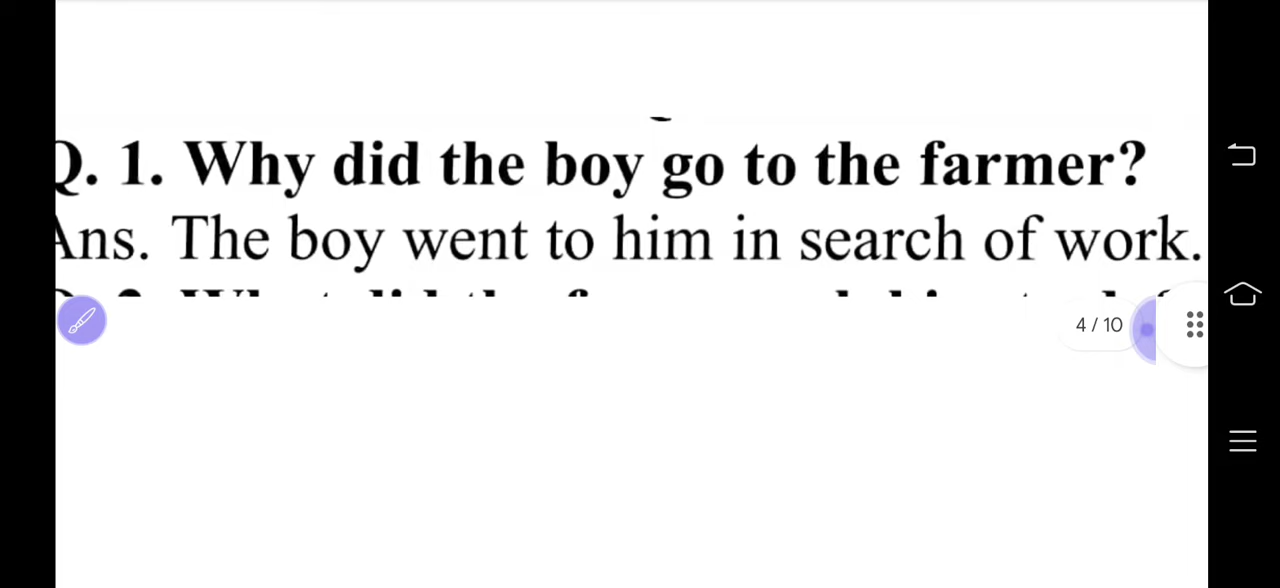 Q. 1. Why did the boy go to the farmer?
Ans. The boy went to him in search of work.
4 / 10